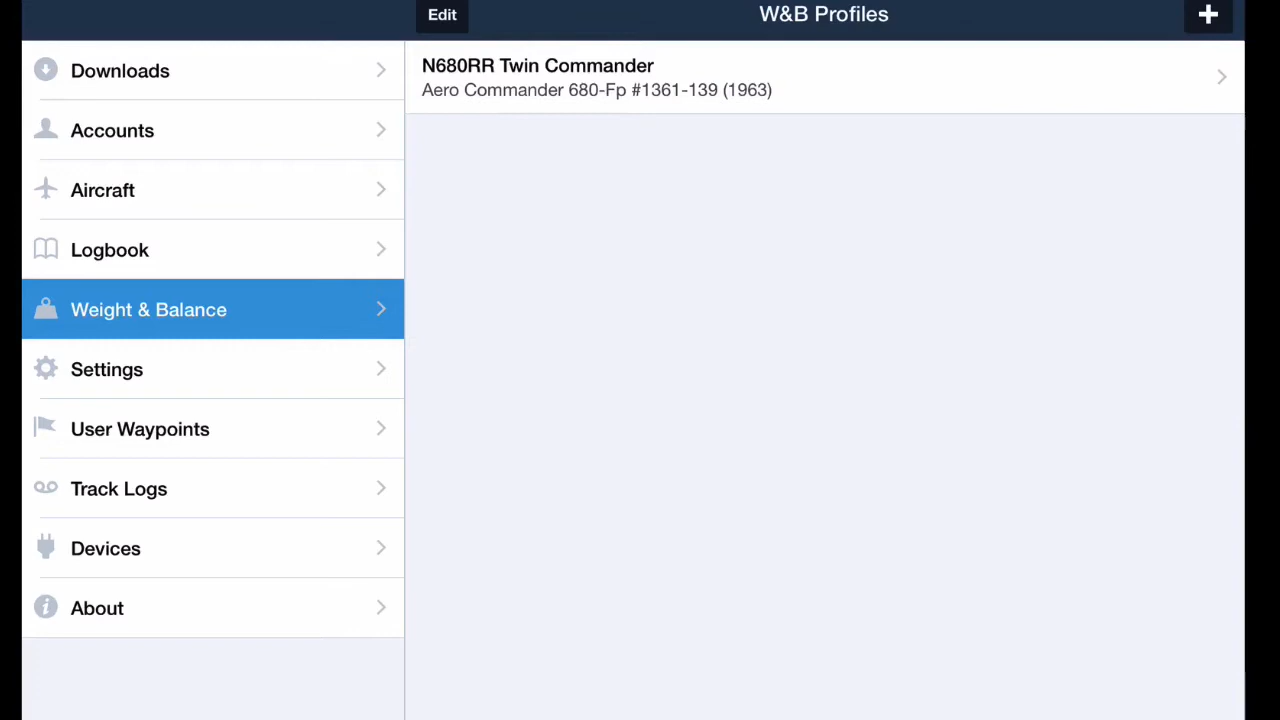 Edit
W&B Profiles
+
Downloads
Accounts
Aircraft
Logbook
Weight & Balance
Settings
User Waypoints
Track Logs
Devices
About
N680RR Twin Commander
Aero Commander 680-Fp #1361-139 (1963)